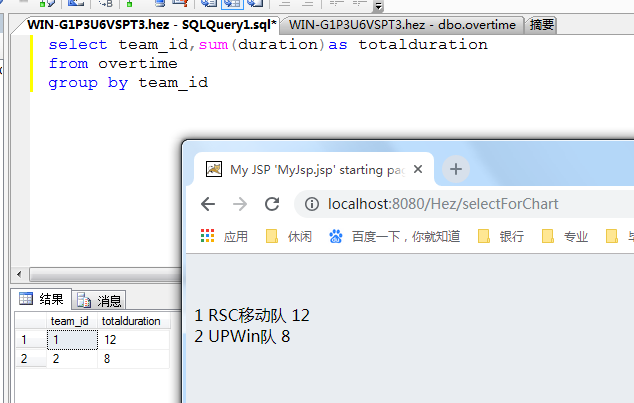 WIN-G1P3U6VSPT3.hez - SQLQuery1.sql* WIN-G1P3U6VSPT3.hez - dbo.overtime 摘要
select team_id,sum(duration)as totalduration
from overtime
group by team_id
My JSP 'MyJsp.jsp' starting pa
localhost:8080/Hez/selectForChart
应用 休闲 百度一下，你就知道 银行 专业
1 RSC移动队 12
2 UPWin队 8
结果 消息
team_id totalduration
1 1 12
2 2 8